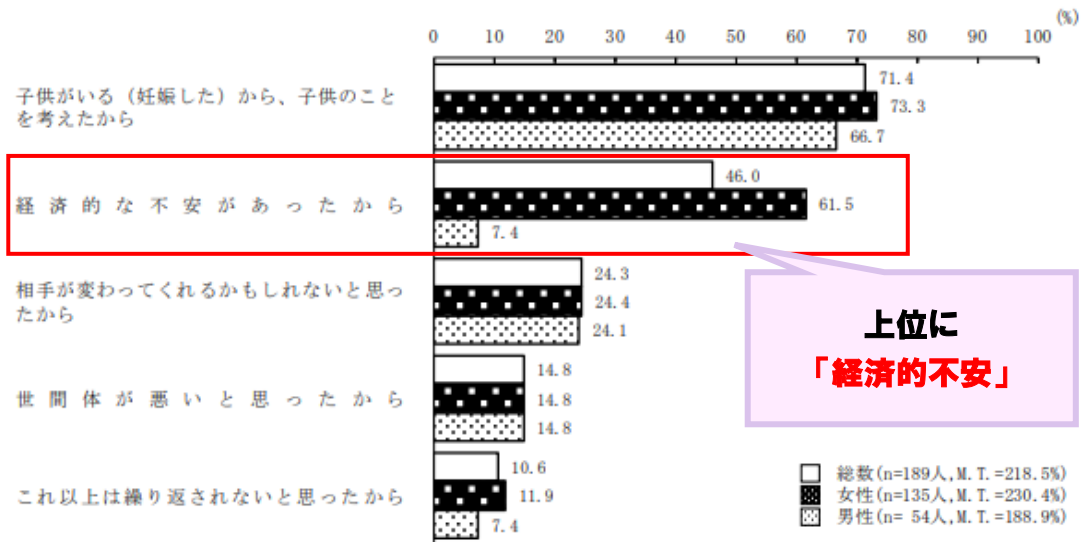 (%)
0 10 20 30 40 50 60 70 80 90 100
子供がいる（妊娠した）から、子供のこと
を考えたから
71.4
73.3
66.7
経済的な不安があったから
46.0
61.5
7.4
相手が変わってくれるかもしれないと思っ
たから
24.3
24.4
24.1
上位に
「経済的不安」
世間体が悪いと思ったから
14.8
14.8
14.8
これ以上は繰り返されないと思ったから
10.6
11.9
7.4
総数(n=189人,M.T.=218.5%)
女性(n=135人,M.T.=230.4%)
男性(n= 54人,M.T.=188.9%)